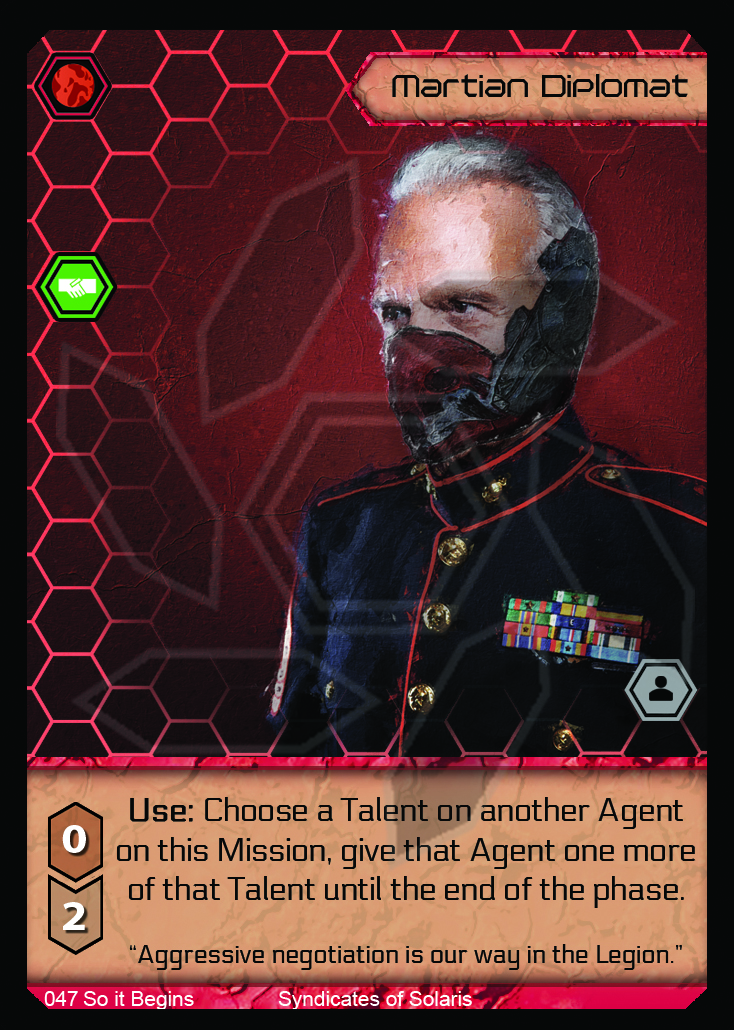 Martian Diplomat
Use: Choose a Talent on another Agent
on this Mission, give that Agent one more
of that Talent until the end of the phase.
0
2
“Aggressive negotiation is our way in the Legion.”
047 So it Begins
Syndicates of Solaris